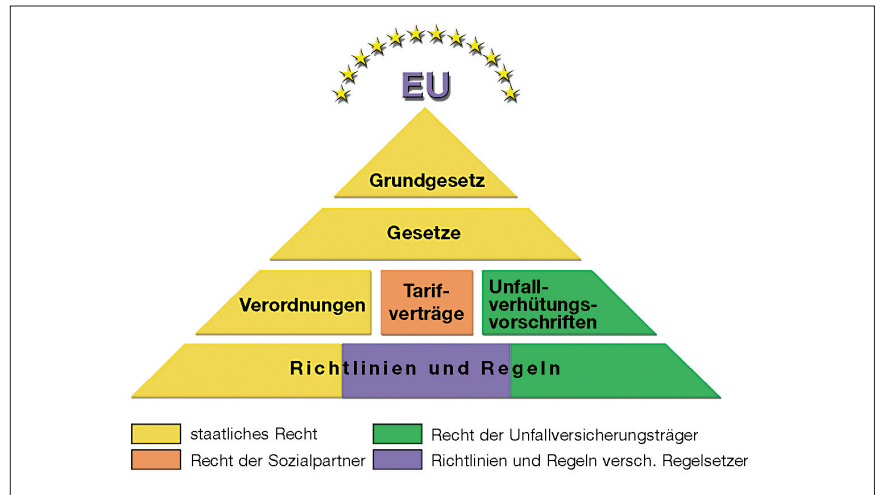 EU
Grundgesetz
Gesetze
Verordnungen
Tarif-
verträge
Unfall-
verhütungs-
vorschriften
Richtlinien und Regeln
staatliches Recht
Recht der Sozialpartner
Recht der Unfallversicherungsträger
Richtlinien und Regeln versch. Regelsetzer